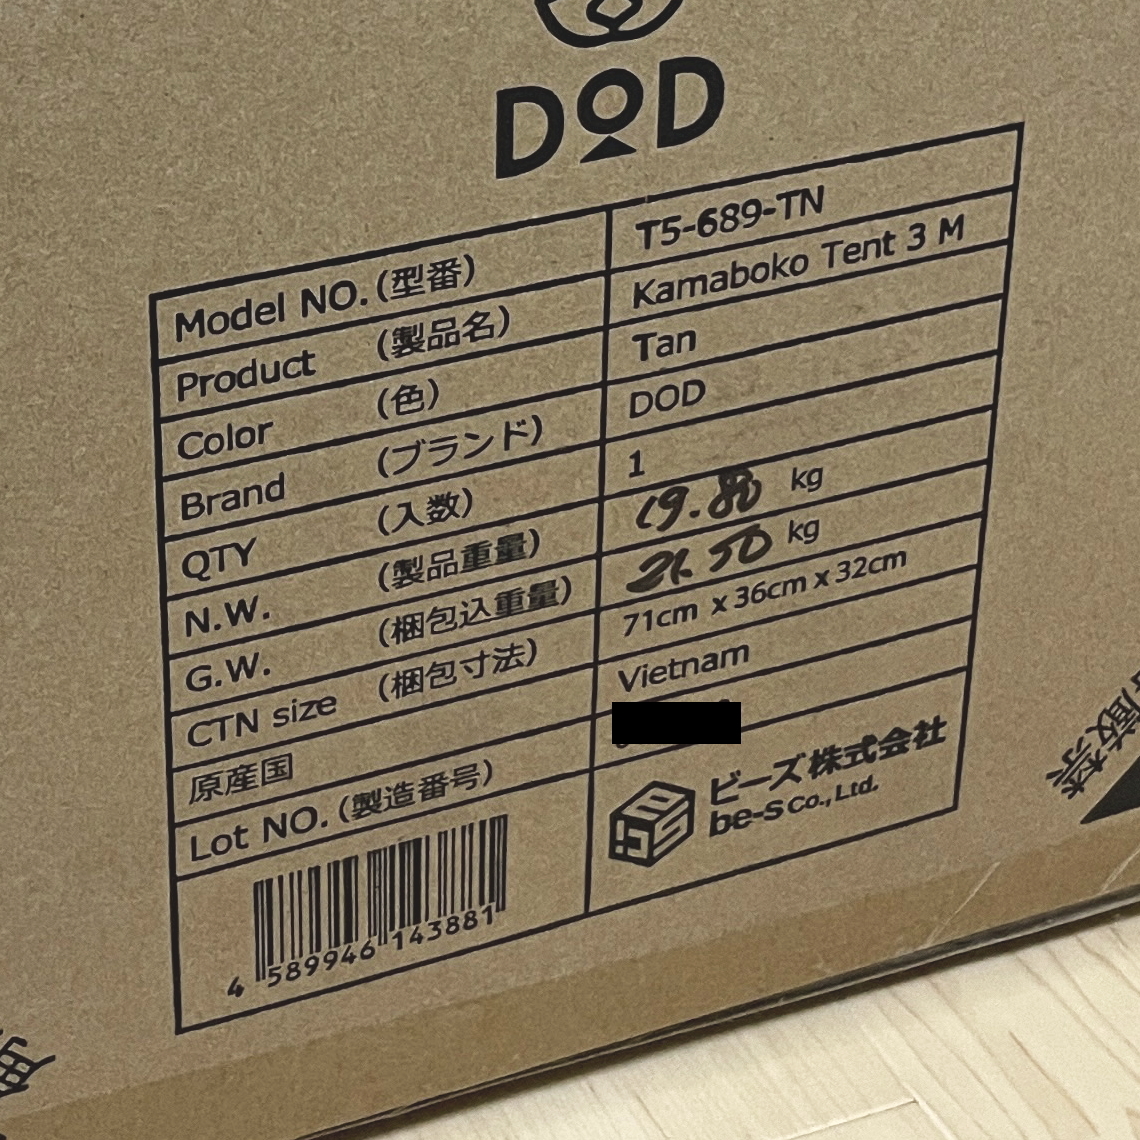 DOD
Model NO.(型番) T5-689-TN
Product (製品名) Kamaboko Tent 3 M
Color (色) Tan
Brand (ブランド) DOD
QTY (入数) 1
N.W. (製品重量) 19.80 kg
G.W. (梱包込重量) 21.50 kg
CTN size (梱包寸法) 71cm x 36cm x 32cm
原産国 Vietnam
Lot NO.(製造番号)
ビーズ株式会社
be-s Co., Ltd.
4 589946 143881